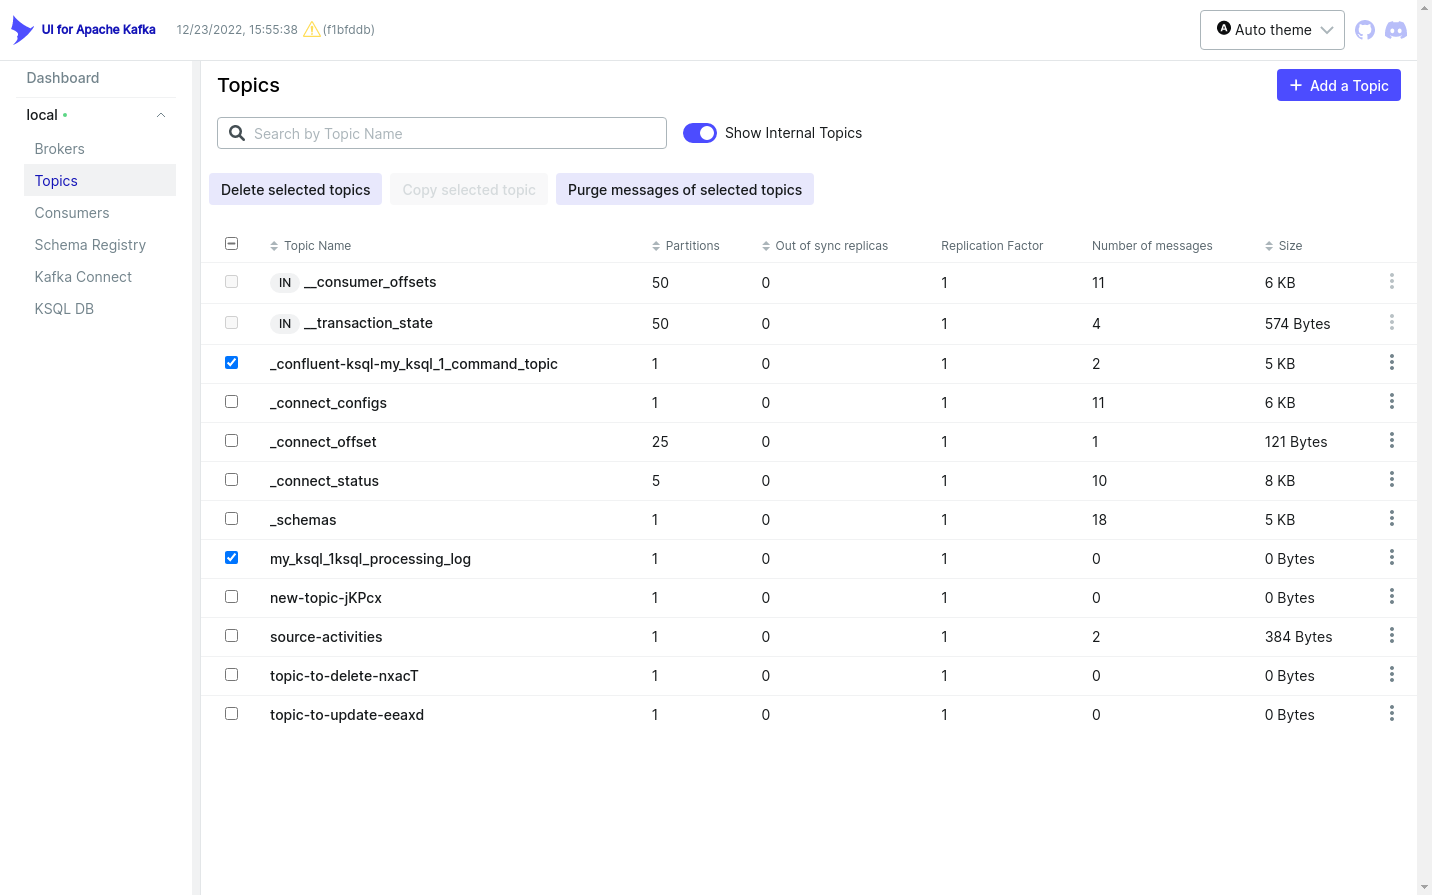 UI for Apache Kafka 12/23/2022, 15:55:38 (f1bfddb) A Auto theme
Dashboard
local
Brokers
Topics
Consumers
Schema Registry
Kafka Connect
KSQL DB
Topics
Add a Topic
Search by Topic Name
Show Internal Topics
Delete selected topics Copy selected topic Purge messages of selected topics
Topic Name Partitions Out of sync replicas Replication Factor Number of messages Size
IN __consumer_offsets 50 0 1 11 6 KB
IN __transaction_state 50 0 1 4 574 Bytes
_confluent-ksql-my_ksql_1_command_topic 1 0 1 2 5 KB
_connect_configs 1 0 1 11 6 KB
_connect_offset 25 0 1 1 121 Bytes
_connect_status 5 0 1 10 8 KB
_schemas 1 0 1 18 5 KB
my_ksql_1ksql_processing_log 1 0 1 0 0 Bytes
new-topic-jKPcx 1 0 1 0 0 Bytes
source-activities 1 0 1 2 384 Bytes
topic-to-delete-nxacT 1 0 1 0 0 Bytes
topic-to-update-eeaxd 1 0 1 0 0 Bytes